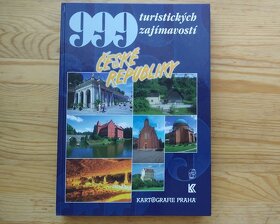 999
turistických
zajímavostí
ČESKÉ
REPUBLIKY
K
KARTOGRAFIE PRAHA